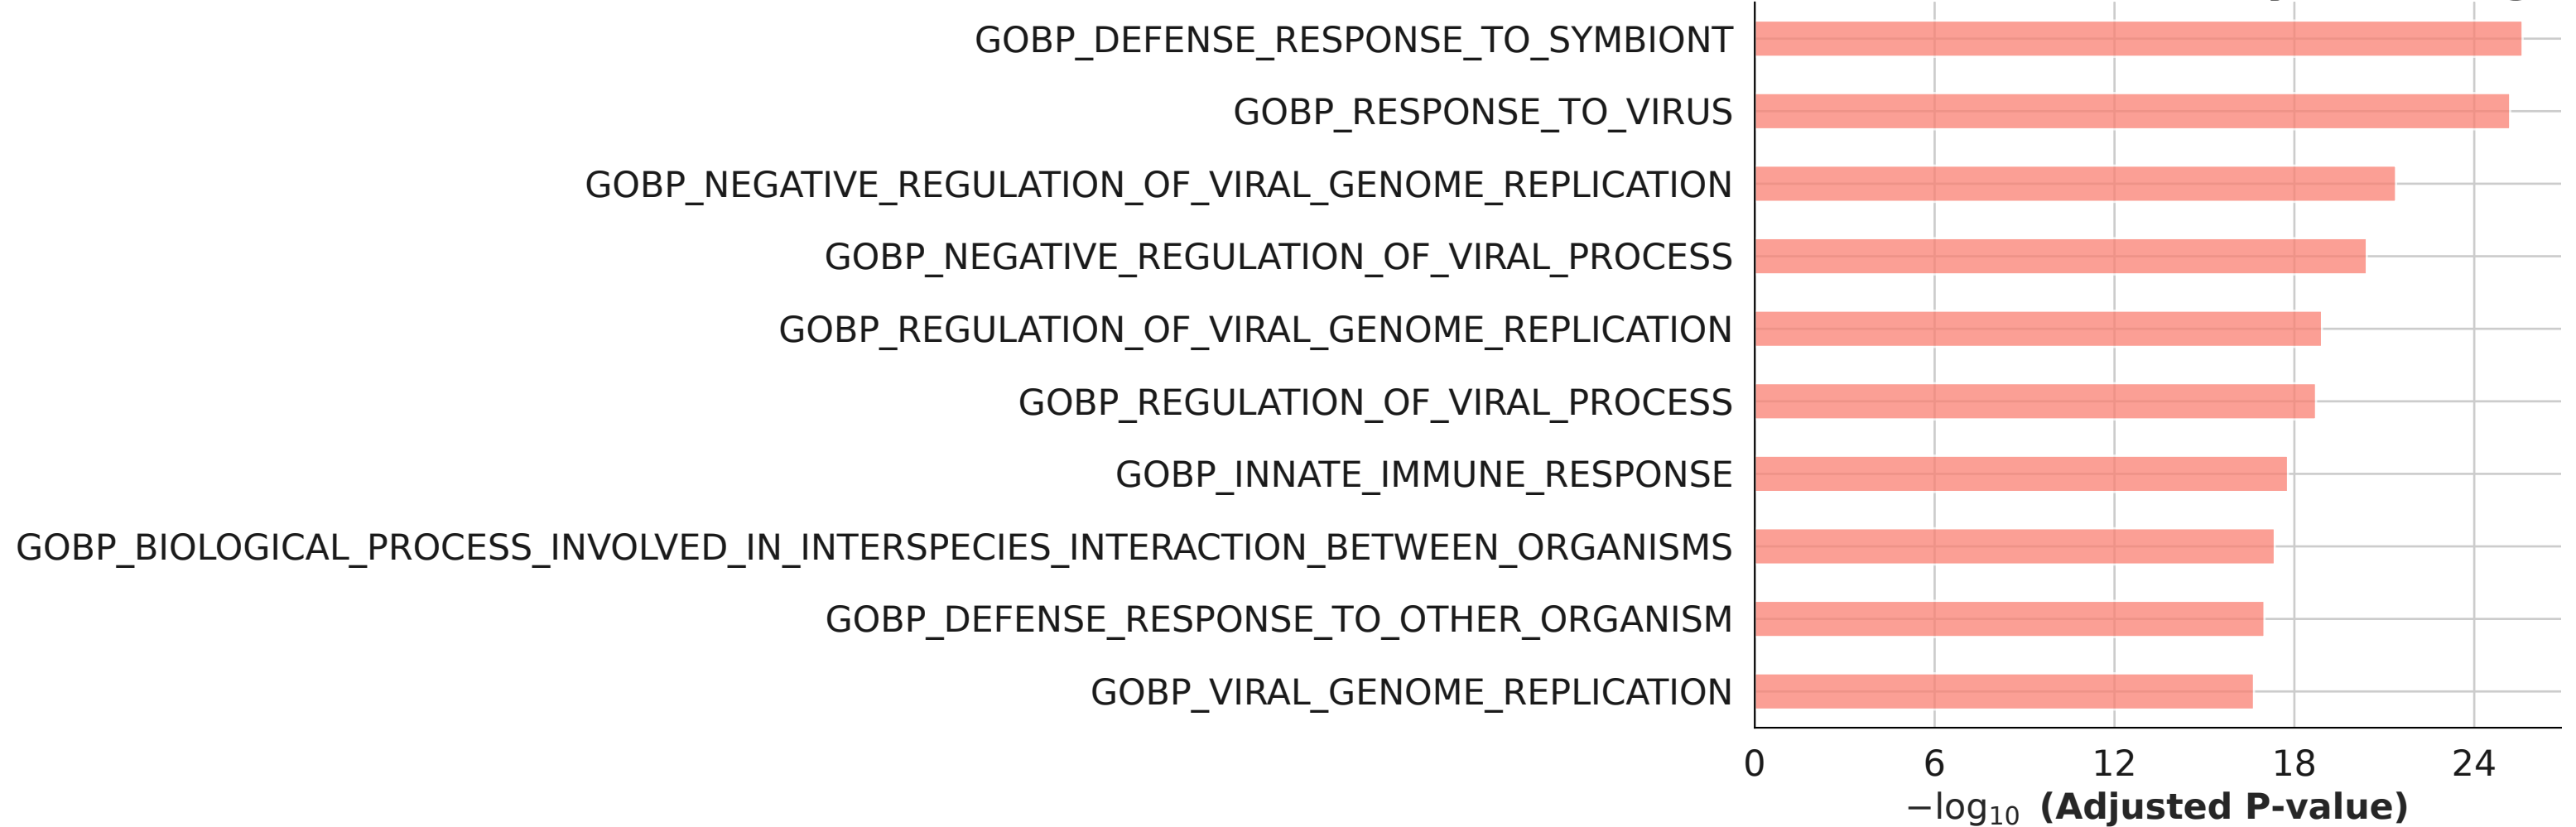 GOBP_DEFENSE_RESPONSE_TO_SYMBIONT
GOBP_RESPONSE_TO_VIRUS
GOBP_NEGATIVE_REGULATION_OF_VIRAL_GENOME_REPLICATION
GOBP_NEGATIVE_REGULATION_OF_VIRAL_PROCESS
GOBP_REGULATION_OF_VIRAL_GENOME_REPLICATION
GOBP_REGULATION_OF_VIRAL_PROCESS
GOBP_INNATE_IMMUNE_RESPONSE
GOBP_BIOLOGICAL_PROCESS_INVOLVED_IN_INTERSPECIES_INTERACTION_BETWEEN_ORGANISMS
GOBP_DEFENSE_RESPONSE_TO_OTHER_ORGANISM
GOBP_VIRAL_GENOME_REPLICATION
0 6 12 18 24
−log₁₀ (Adjusted P-value)